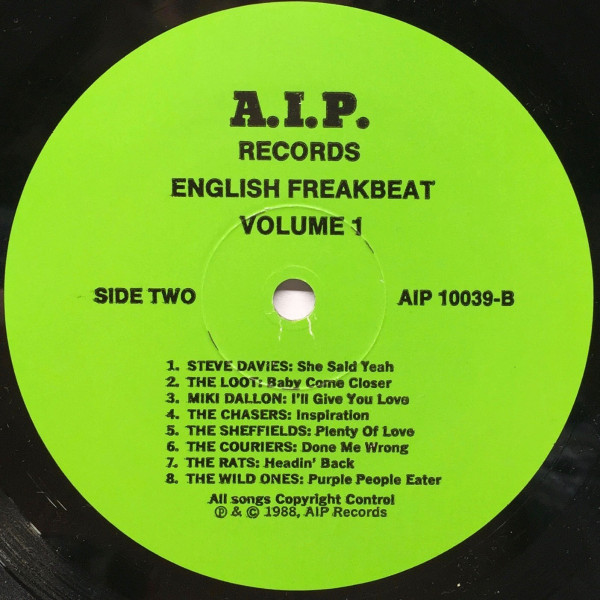 A.I.P.
RECORDS
ENGLISH FREAKBEAT
VOLUME 1
SIDE TWO AIP 10039-B
1. STEVE DAVIES: She Said Yeah
2. THE LOOT: Baby Come Closer
3. MIKI DALLON: I'll Give You Love
4. THE CHASERS: Inspiration
5. THE SHEFFIELDS: Plenty Of Love
6. THE COURIERS: Done Me Wrong
7. THE RATS: Headin' Back
8. THE WILD ONES: Purple People Eater
All songs Copyright Control
℗ & © 1988, AIP Records